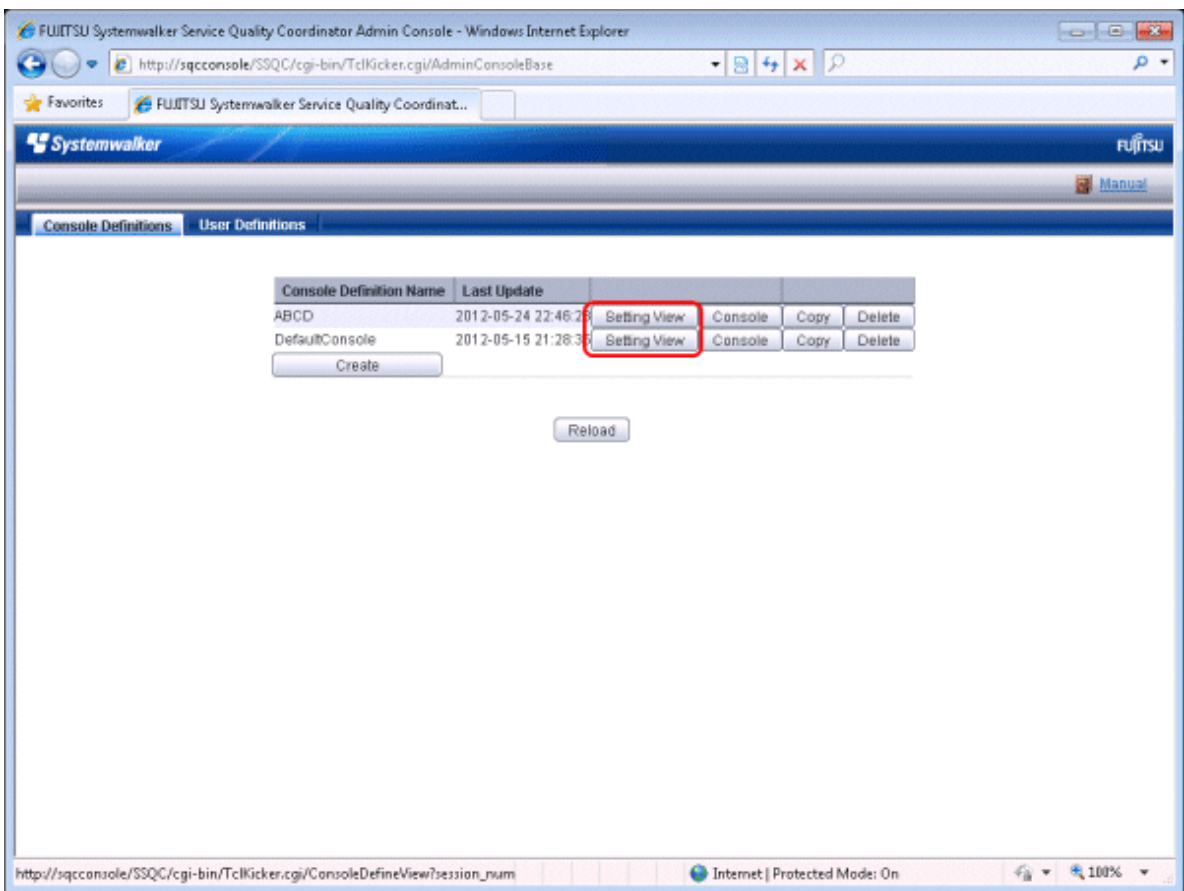 FUJITSU Systemwalker Service Quality Coordinator Admin Console - Windows Internet Explorer
http://sqcconsole/SSQC/cgi-bin/TclKicker.cgi/AdminConsoleBase
Favorites FUJITSU Systemwalker Service Quality Coordinat...
Systemwalker FUJITSU
Manual
Console Definitions User Definitions
Console Definition Name Last Update
ABCD 2012-05-24 22:46:2 Setting View Console Copy Delete
DefaultConsole 2012-05-15 21:28:3 Setting View Console Copy Delete
Create
Reload
http://sqcconsole/SSQC/cgi-bin/TclKicker.cgi/ConsoleDefineView?session_num Internet | Protected Mode: On 100%